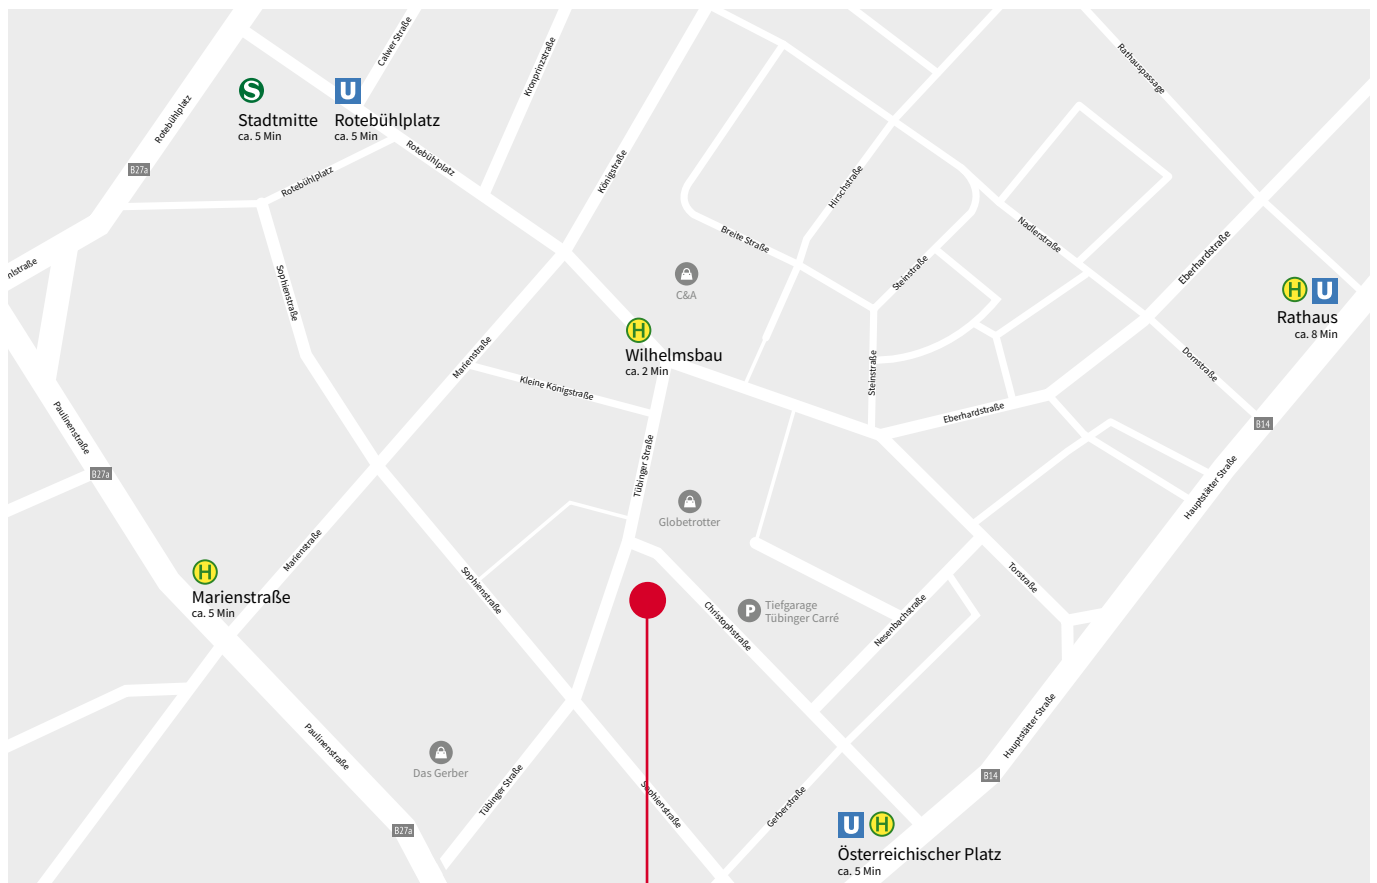 Calwer Straße
Kronprinzstraße
Rathauspassage
Rotebühlplatz
S
U
Stadtmitte
ca. 5 Min
Rotebühlplatz
ca. 5 Min
B27a
Rotebühlplatz
Rotebühlplatz
Königstraße
Hirschstraße
Breite Straße
Nadlerstraße
Steinstraße
Eberhardstraße
hlstraße
Sophienstraße
C&A
H
U
Rathaus
ca. 8 Min
H
Wilhelmsbau
ca. 2 Min
Marienstraße
Kleine Königstraße
Steinstraße
Dornstraße
Eberhardstraße
B14
Paulinenstraße
B27a
Tübinger Straße
Hauptstätter Straße
Globetrotter
Marienstraße
H
Marienstraße
ca. 5 Min
Sophienstraße
Christophstraße
P
Tiefgarage
Tübinger Carré
Nesenbachstraße
Torstraße
Paulinenstraße
Das Gerber
Hauptstätter Straße
B14
Tübinger Straße
Sophienstraße
Gerberstraße
B27a
U
H
Österreichischer Platz
ca. 5 Min